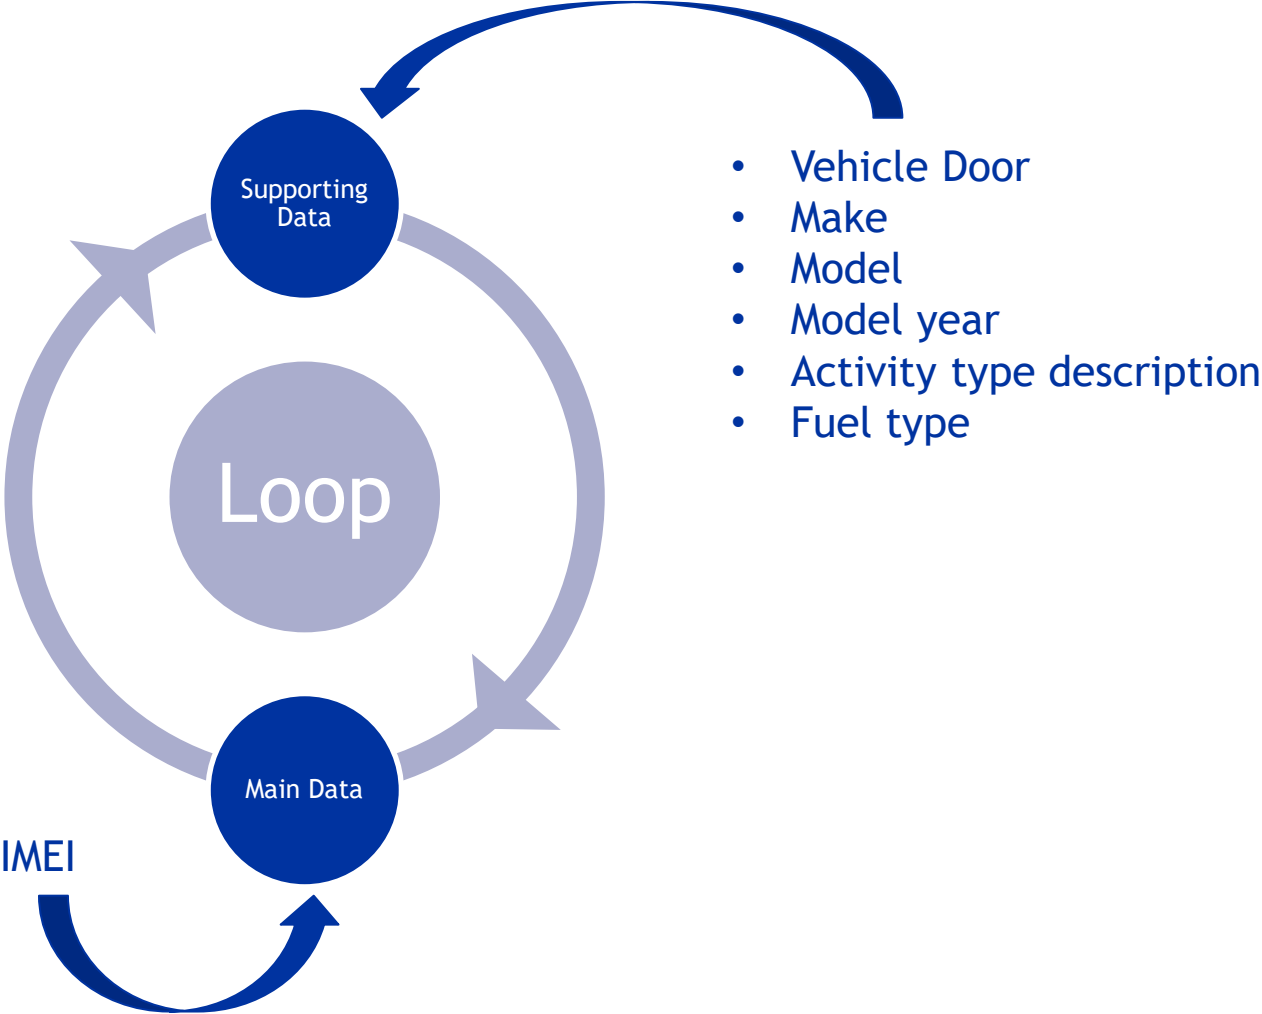 Supporting
Data
• Vehicle Door
• Make
• Model
• Model year
• Activity type description
• Fuel type
Loop
Main Data
IMEI